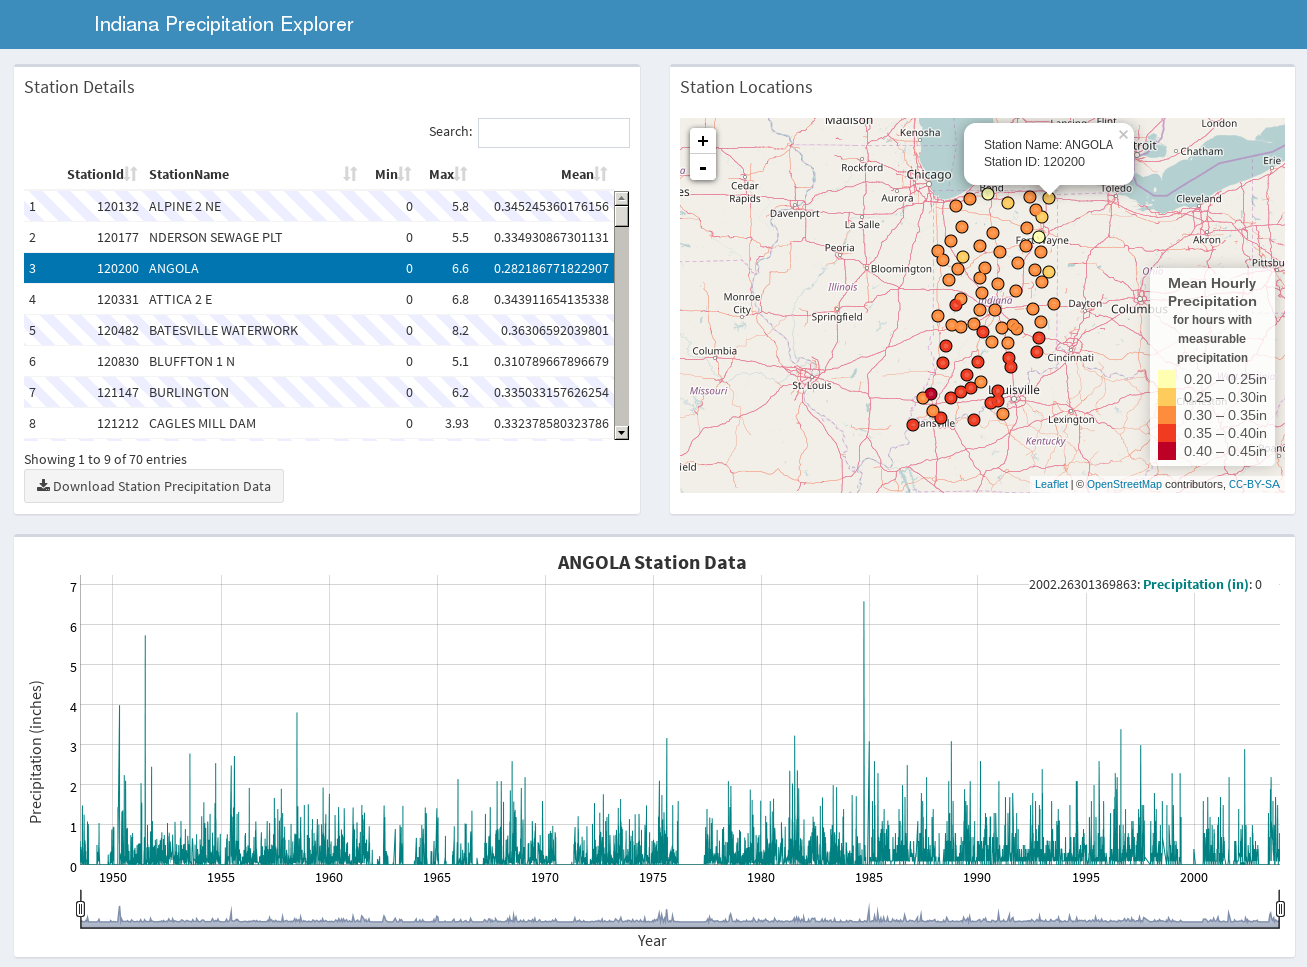 Indiana Precipitation Explorer
Station Details
Search:
StationId StationName Min Max Mean
1 120132 ALPINE 2 NE 0 5.8 0.345245360176156
2 120177 NDERSON SEWAGE PLT 0 5.5 0.334930867301131
3 120200 ANGOLA 0 6.6 0.282186771822907
4 120331 ATTICA 2 E 0 6.8 0.343911654135338
5 120482 BATESVILLE WATERWORK 0 8.2 0.36306592039801
6 120830 BLUFFTON 1 N 0 5.1 0.310789667896679
7 121147 BURLINGTON 0 6.2 0.335033157626254
8 121212 CAGLES MILL DAM 0 3.93 0.332378580323786
Showing 1 to 9 of 70 entries
Download Station Precipitation Data
Station Locations
+
-
Station Name: ANGOLA ×
Station ID: 120200
Madison
Kenosha
Lansing
Flint
London
Chatham
Erie
Rockford
Chicago
Bend
Toledo
Cleveland
Cedar
Rapids
Aurora
Davenport
La Salle
Akron
Peoria
Bloomington
Illinois
Indiana
Monroe
City
Springfield
Dayton
Columbia
Cincinnati
Missouri
St. Louis
Lexington
Kentucky
Mean Hourly
Precipitation
for hours with
measurable
precipitation
0.20 – 0.25in
0.25 – 0.30in
0.30 – 0.35in
0.35 – 0.40in
0.40 – 0.45in
Leaflet | © OpenStreetMap contributors, CC-BY-SA
ANGOLA Station Data
2002.26301369863: Precipitation (in): 0
Precipitation (inches)
7
6
5
4
3
2
1
0
1950 1955 1960 1965 1970 1975 1980 1985 1990 1995 2000
Year